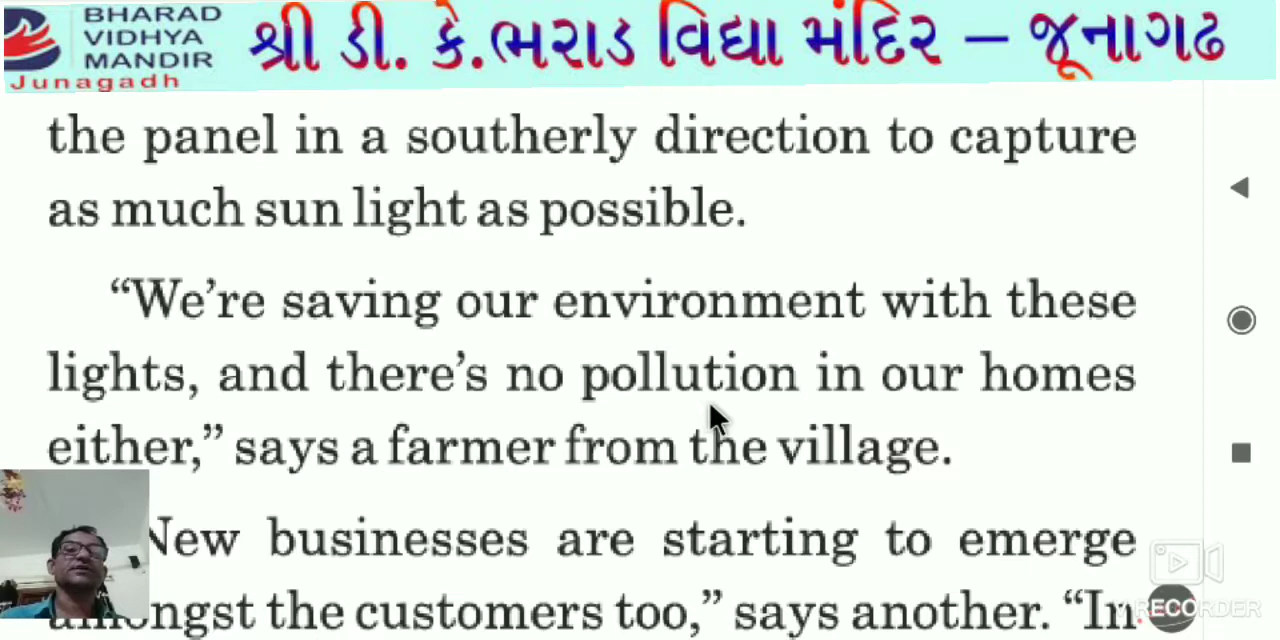 BHARAD
VIDHYA
MANDIR
Junagadh
શ્રી ડી. કે.ભરાડ વિદ્યા મંદિર – જૂનાગઢ
the panel in a southerly direction to capture
as much sun light as possible.
“We’re saving our environment with these
lights, and there’s no pollution in our homes
either,” says a farmer from the village.
New businesses are starting to emerge
amongst the customers too,” says another. “In
RECORDER